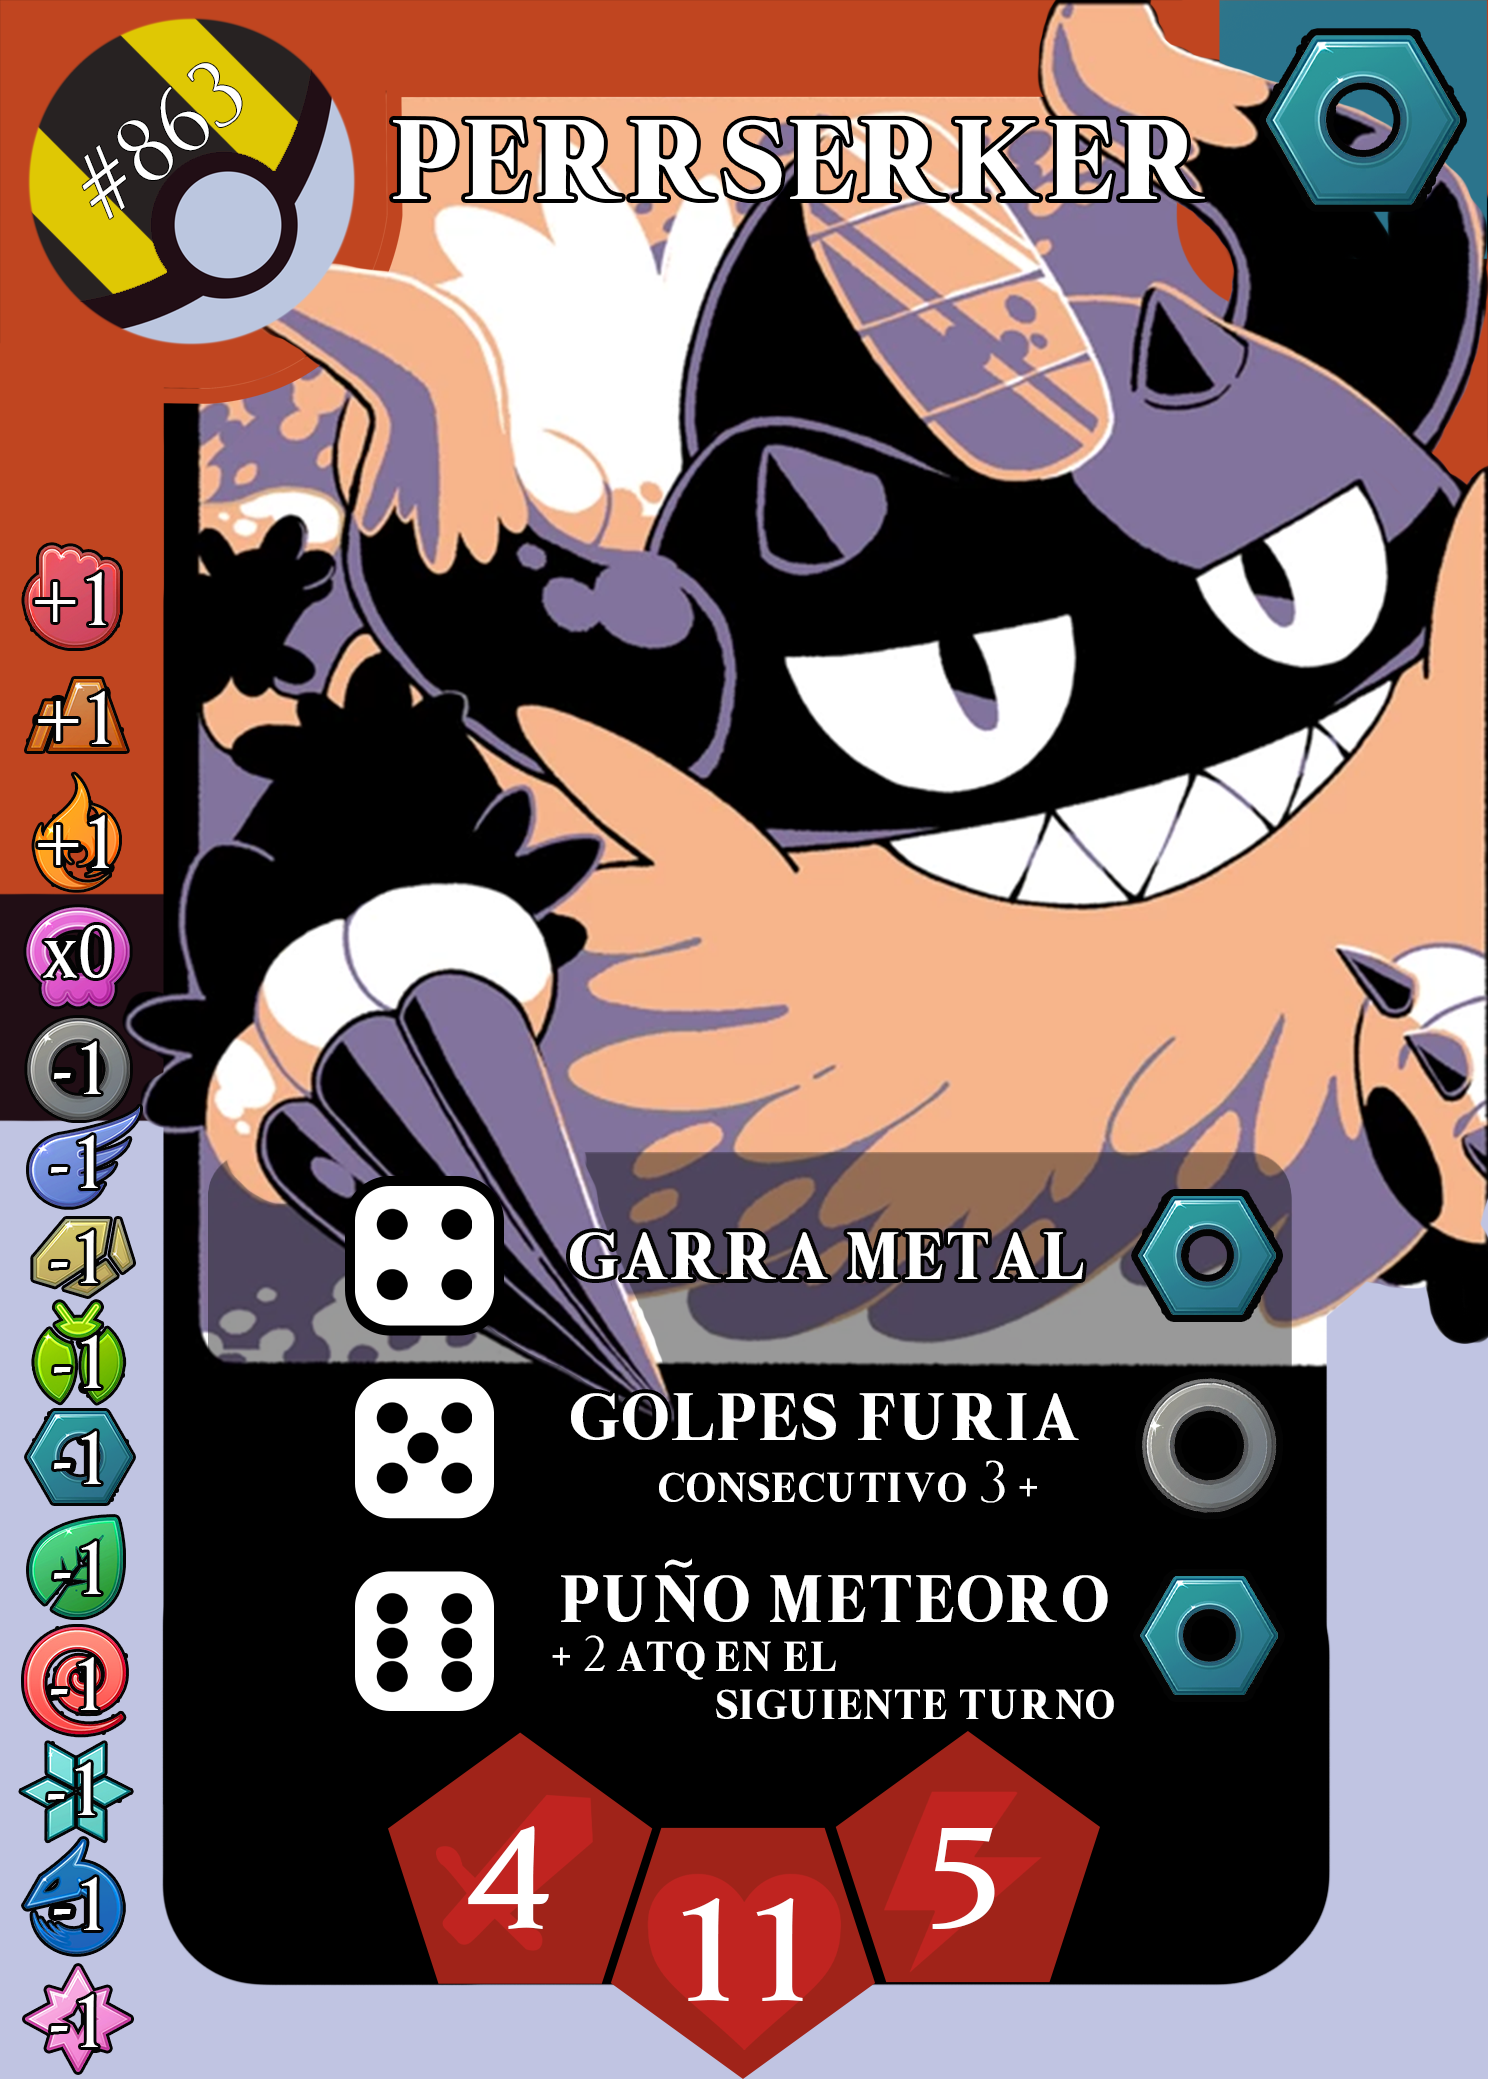 #863
PERRSERKER
+1
+1
+1
x0
-1
-1
-1
-1
-1
-1
-1
-1
-1
-1
GARRA METAL
GOLPES FURIA
CONSECUTIVO 3 +
PUÑO METEORO
+ 2 ATQ EN EL
SIGUIENTE TURNO
4
11
5